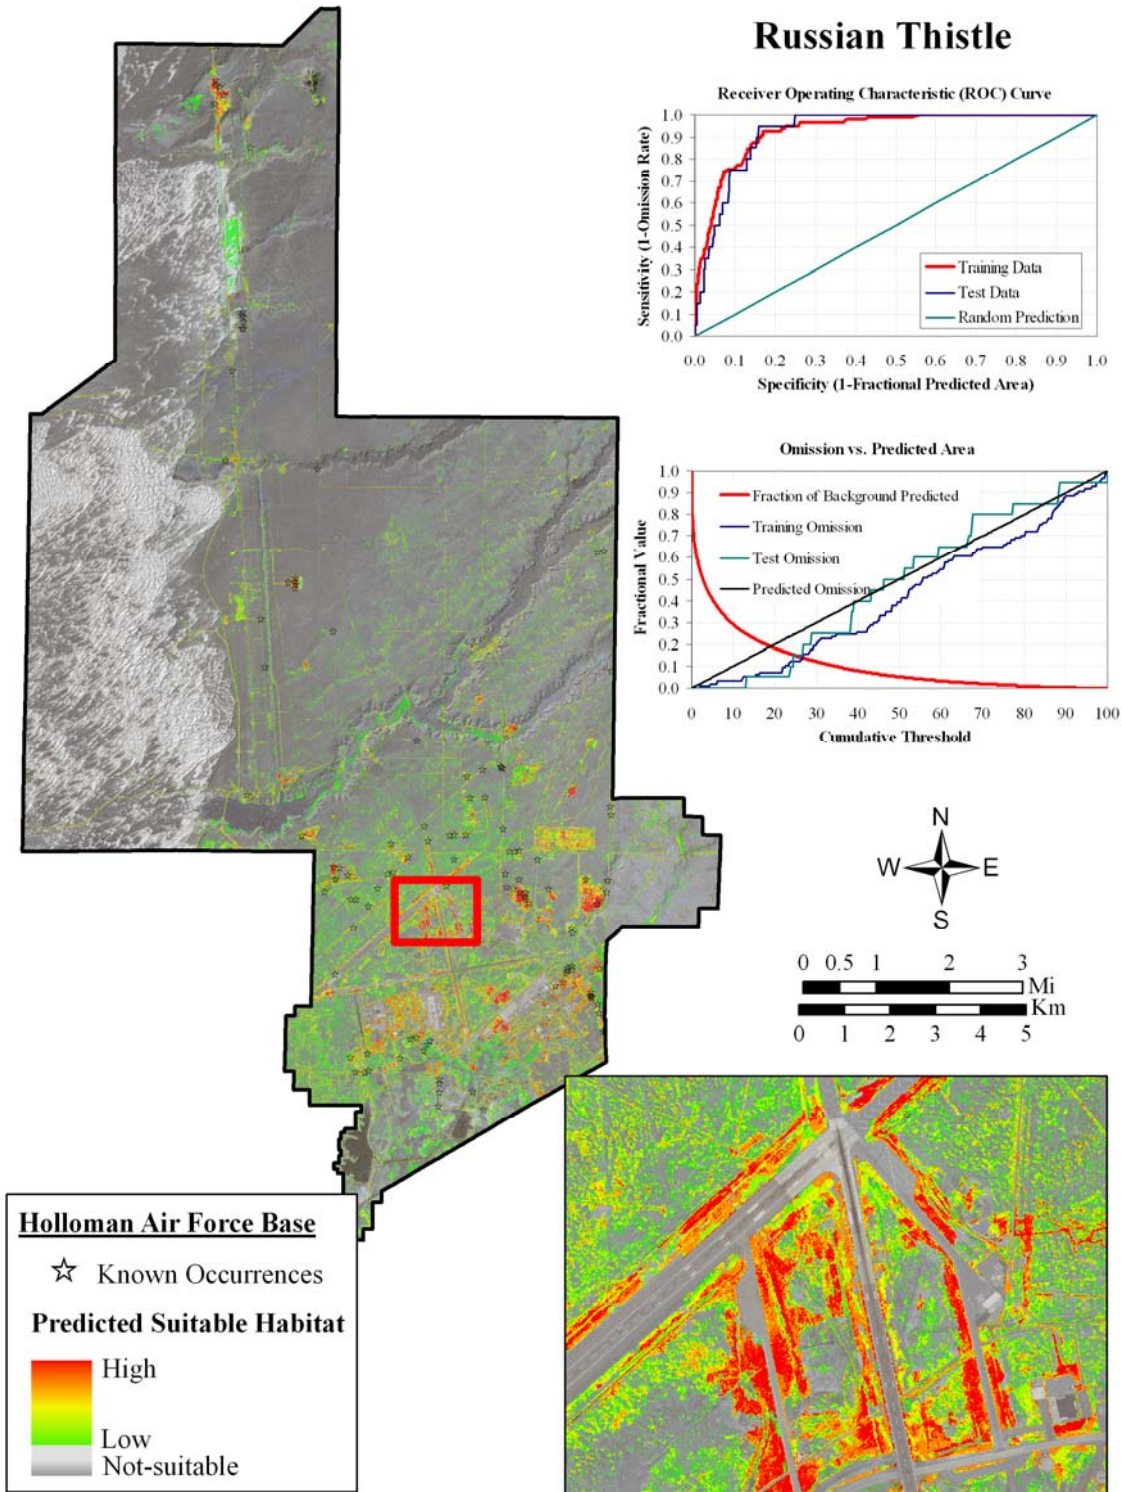 Russian Thistle
Receiver Operating Characteristic (ROC) Curve
Sensitivity (1-Omission Rate)
1.0
0.9
0.8
0.7
0.6
0.5
0.4
0.3
0.2
0.1
0.0
Training Data
Test Data
Random Prediction
0.0 0.1 0.2 0.3 0.4 0.5 0.6 0.7 0.8 0.9 1.0
Specificity (1-Fractional Predicted Area)
Omission vs. Predicted Area
Fractional Value
1.0
0.9
0.8
0.7
0.6
0.5
0.4
0.3
0.2
0.1
0.0
Fraction of Background Predicted
Training Omission
Test Omission
Predicted Omission
0 10 20 30 40 50 60 70 80 90 100
Cumulative Threshold
N
W E
S
0 0.5 1 2 3
Mi
Km
0 1 2 3 4 5
Holloman Air Force Base
Known Occurrences
Predicted Suitable Habitat
High
Low
Not-suitable